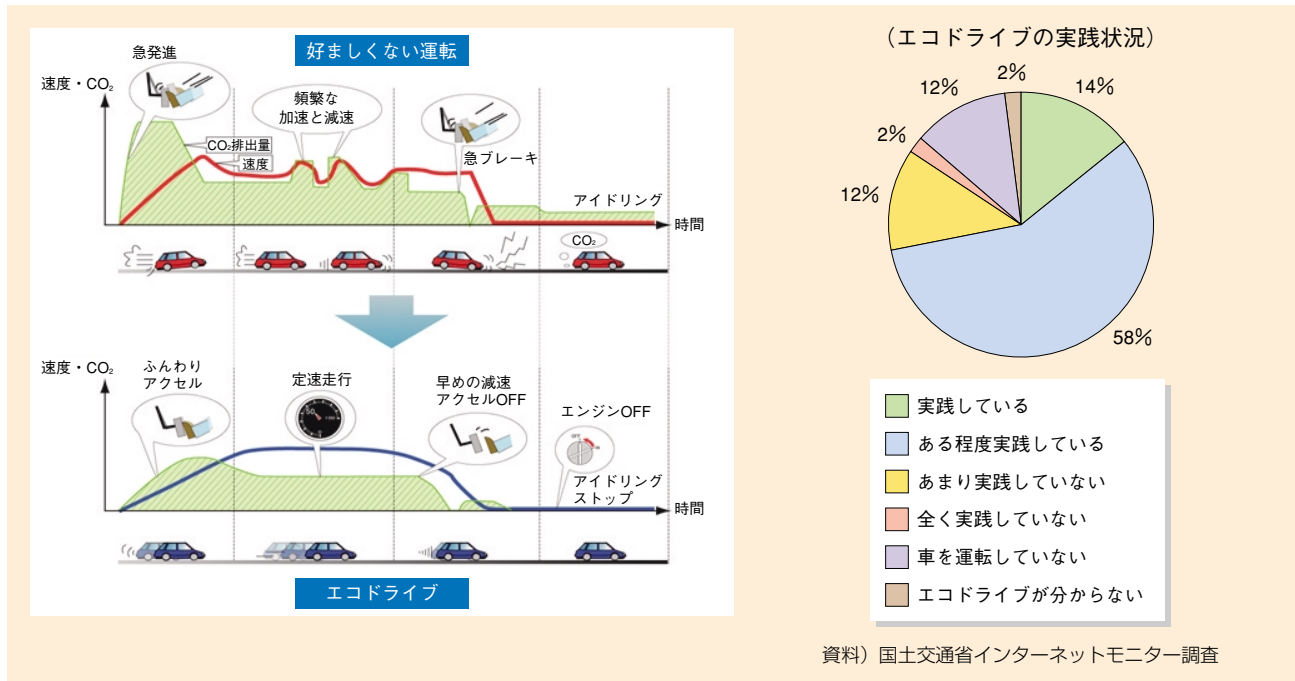 好ましくない運転
急発進
速度・CO₂
頻繁な
加速と減速
CO₂排出量
速度
急ブレーキ
アイドリング
時間
CO₂
速度・CO₂
ふんわり
アクセル
定速走行
早めの減速
アクセルOFF
エンジンOFF
OFF
アイドリング
ストップ
時間
エコドライブ
（エコドライブの実践状況）
2%
14%
12%
2%
12%
58%
実践している
ある程度実践している
あまり実践していない
全く実践していない
車を運転していない
エコドライブが分からない
資料）国土交通省インターネットモニター調査